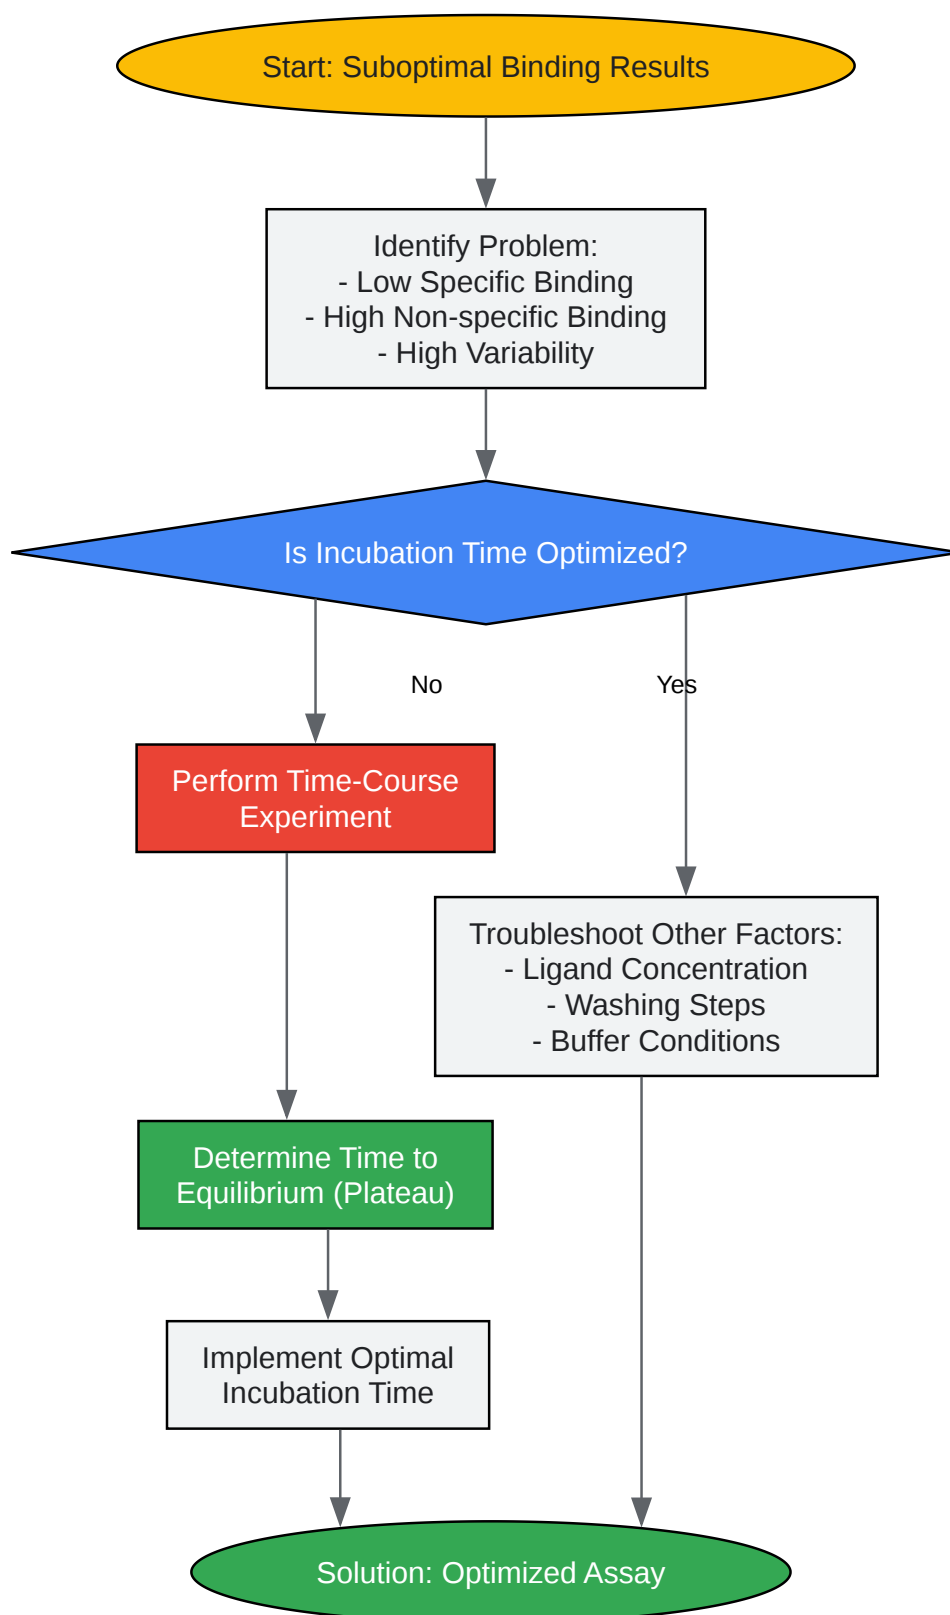 Start: Suboptimal Binding Results
Identify Problem:
- Low Specific Binding
- High Non-specific Binding
- High Variability
Is Incubation Time Optimized?
No
Yes
Perform Time-Course
Experiment
Troubleshoot Other Factors:
- Ligand Concentration
- Washing Steps
- Buffer Conditions
Determine Time to
Equilibrium (Plateau)
Implement Optimal
Incubation Time
Solution: Optimized Assay